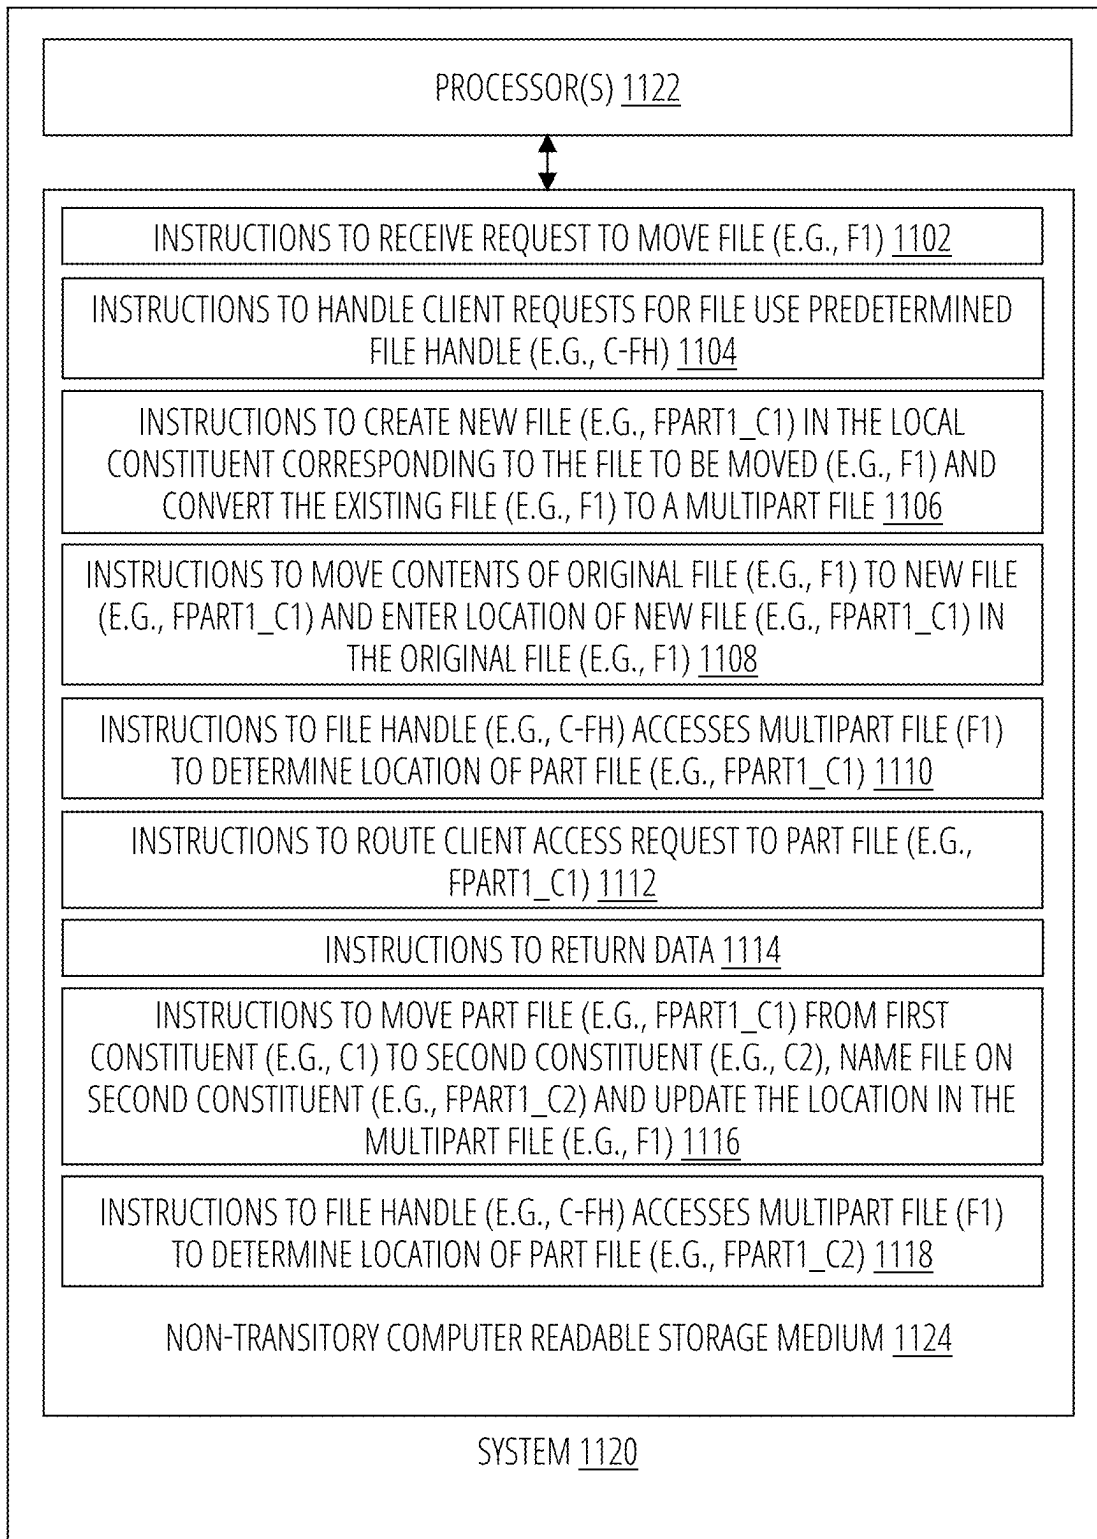 PROCESSOR(S) 1122
INSTRUCTIONS TO RECEIVE REQUEST TO MOVE FILE (E.G., F1) 1102
INSTRUCTIONS TO HANDLE CLIENT REQUESTS FOR FILE USE PREDETERMINED
FILE HANDLE (E.G., C-FH) 1104
INSTRUCTIONS TO CREATE NEW FILE (E.G., FPART1_C1) IN THE LOCAL
CONSTITUENT CORRESPONDING TO THE FILE TO BE MOVED (E.G., F1) AND
CONVERT THE EXISTING FILE (E.G., F1) TO A MULTIPART FILE 1106
INSTRUCTIONS TO MOVE CONTENTS OF ORIGINAL FILE (E.G., F1) TO NEW FILE
(E.G., FPART1_C1) AND ENTER LOCATION OF NEW FILE (E.G., FPART1_C1) IN
THE ORIGINAL FILE (E.G., F1) 1108
INSTRUCTIONS TO FILE HANDLE (E.G., C-FH) ACCESSES MULTIPART FILE (F1)
TO DETERMINE LOCATION OF PART FILE (E.G., FPART1_C1) 1110
INSTRUCTIONS TO ROUTE CLIENT ACCESS REQUEST TO PART FILE (E.G.,
FPART1_C1) 1112
INSTRUCTIONS TO RETURN DATA 1114
INSTRUCTIONS TO MOVE PART FILE (E.G., FPART1_C1) FROM FIRST
CONSTITUENT (E.G., C1) TO SECOND CONSTITUENT (E.G., C2), NAME FILE ON
SECOND CONSTITUENT (E.G., FPART1_C2) AND UPDATE THE LOCATION IN THE
MULTIPART FILE (E.G., F1) 1116
INSTRUCTIONS TO FILE HANDLE (E.G., C-FH) ACCESSES MULTIPART FILE (F1)
TO DETERMINE LOCATION OF PART FILE (E.G., FPART1_C2) 1118
NON-TRANSITORY COMPUTER READABLE STORAGE MEDIUM 1124
SYSTEM 1120